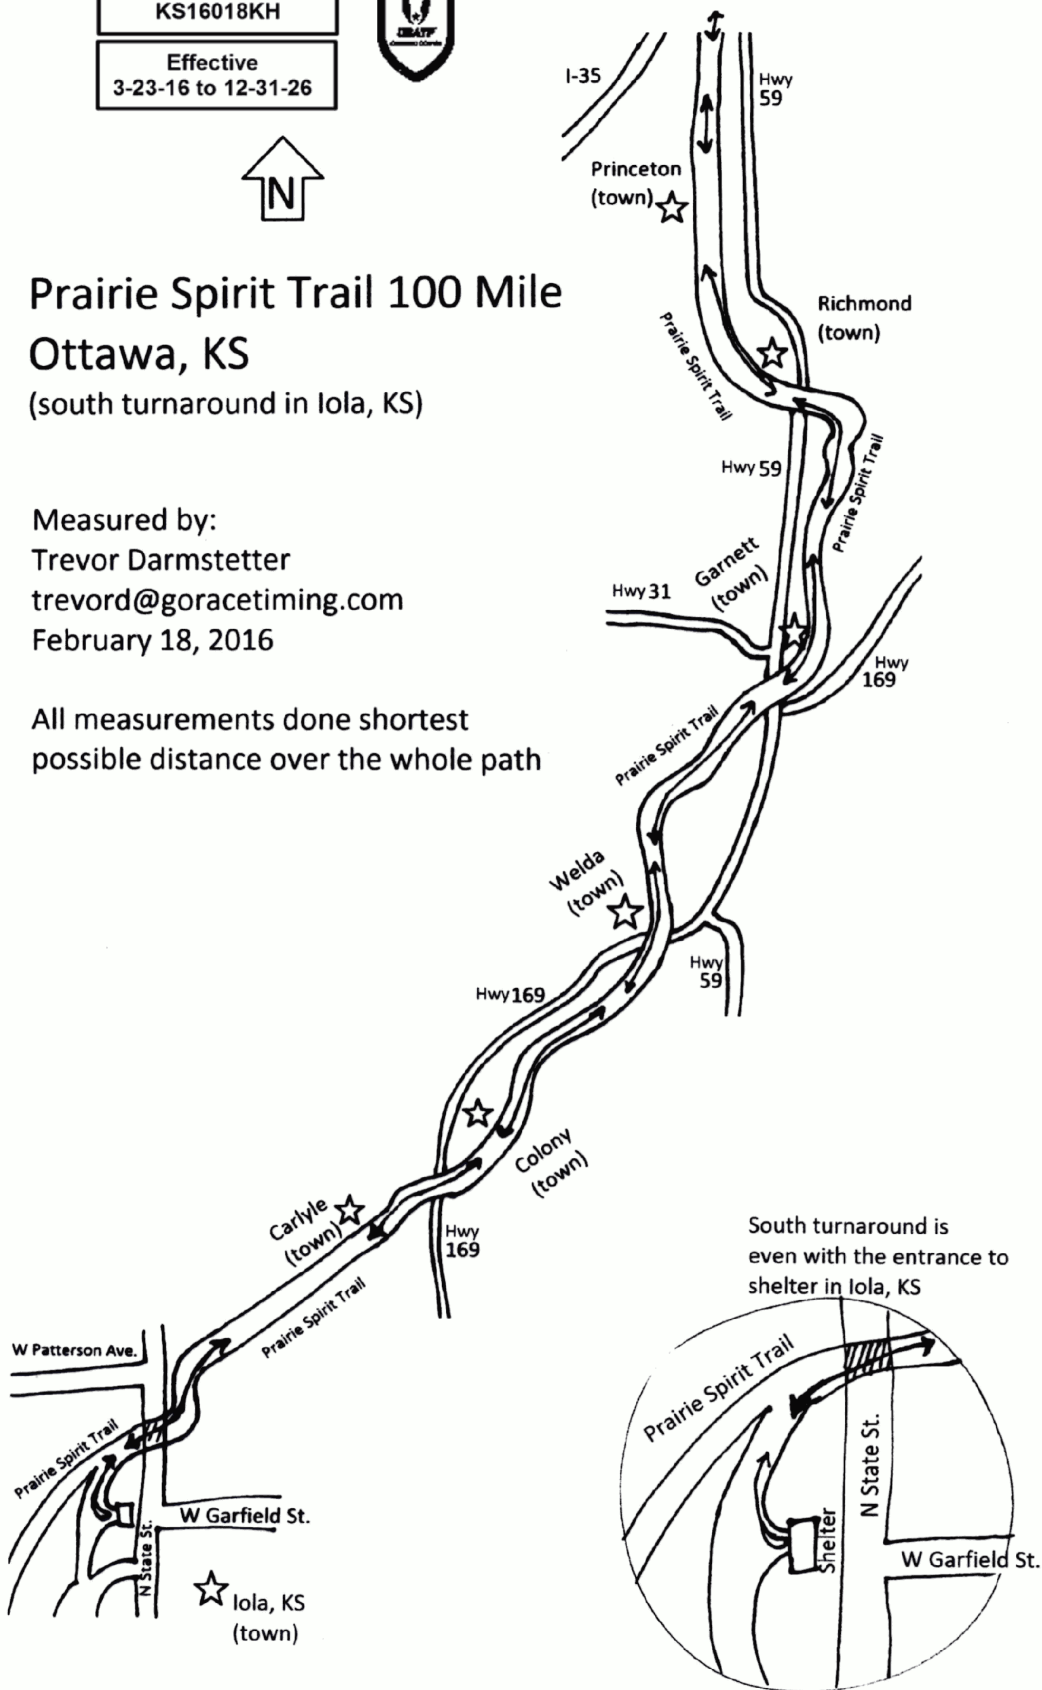 KS16018KH
USATF
Effective
3-23-16 to 12-31-26
N
Prairie Spirit Trail 100 Mile
Ottawa, KS
(south turnaround in Iola, KS)
Measured by:
Trevor Darmstetter
trevord@goracetiming.com
February 18, 2016
All measurements done shortest
possible distance over the whole path
I-35
Hwy
59
Princeton
(town)
Richmond
(town)
Prairie Spirit Trail
Hwy 59
Prairie Spirit Trail
Garnett
(town)
Hwy 31
Hwy
169
Prairie Spirit Trail
Welda
(town)
Hwy
59
Hwy 169
Colony
(town)
Carlyle
(town)
Hwy
169
Prairie Spirit Trail
W Patterson Ave.
Prairie Spirit Trail
W Garfield St.
N State St.
Iola, KS
(town)
South turnaround is
even with the entrance to
shelter in Iola, KS
Prairie Spirit Trail
N State St.
Shelter
W Garfield St.